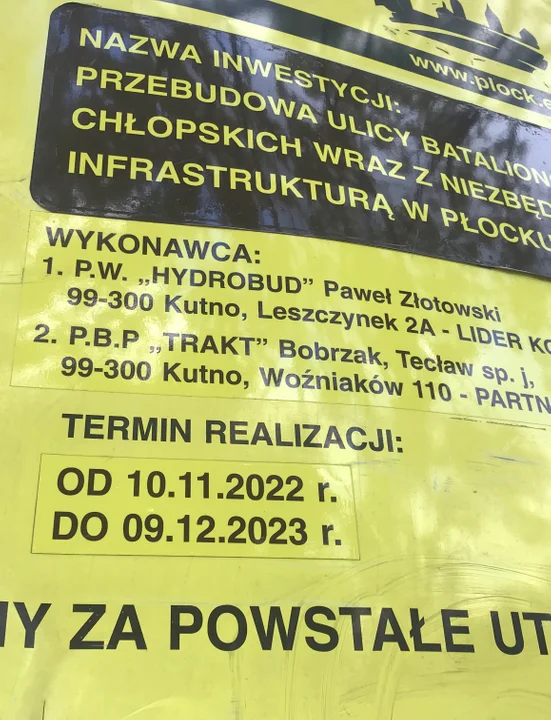 www.plock.
NAZWA INWESTYCJI:
PRZEBUDOWA ULICY BATALION
CHŁOPSKICH WRAZ Z NIEZBĘD
INFRASTRUKTURĄ W PŁOCKU
WYKONAWCA:
1. P.W. „HYDROBUD” Paweł Złotowski
99-300 Kutno, Leszczynek 2A - LIDER KO
2. P.B.P „TRAKT” Bobrzak, Tecław sp. j,
99-300 Kutno, Woźniaków 110 - PARTN
TERMIN REALIZACJI:
OD 10.11.2022 r.
DO 09.12.2023 r.
MY ZA POWSTAŁE UT